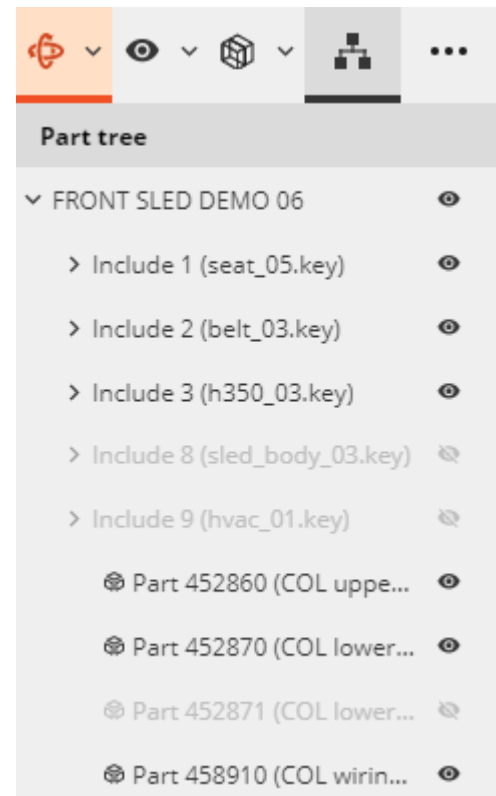 Part tree
FRONT SLED DEMO 06
Include 1 (seat_05.key)
Include 2 (belt_03.key)
Include 3 (h350_03.key)
Include 8 (sled_body_03.key)
Include 9 (hvac_01.key)
Part 452860 (COL uppe...
Part 452870 (COL lower...
Part 452871 (COL lower...
Part 458910 (COL wirin...